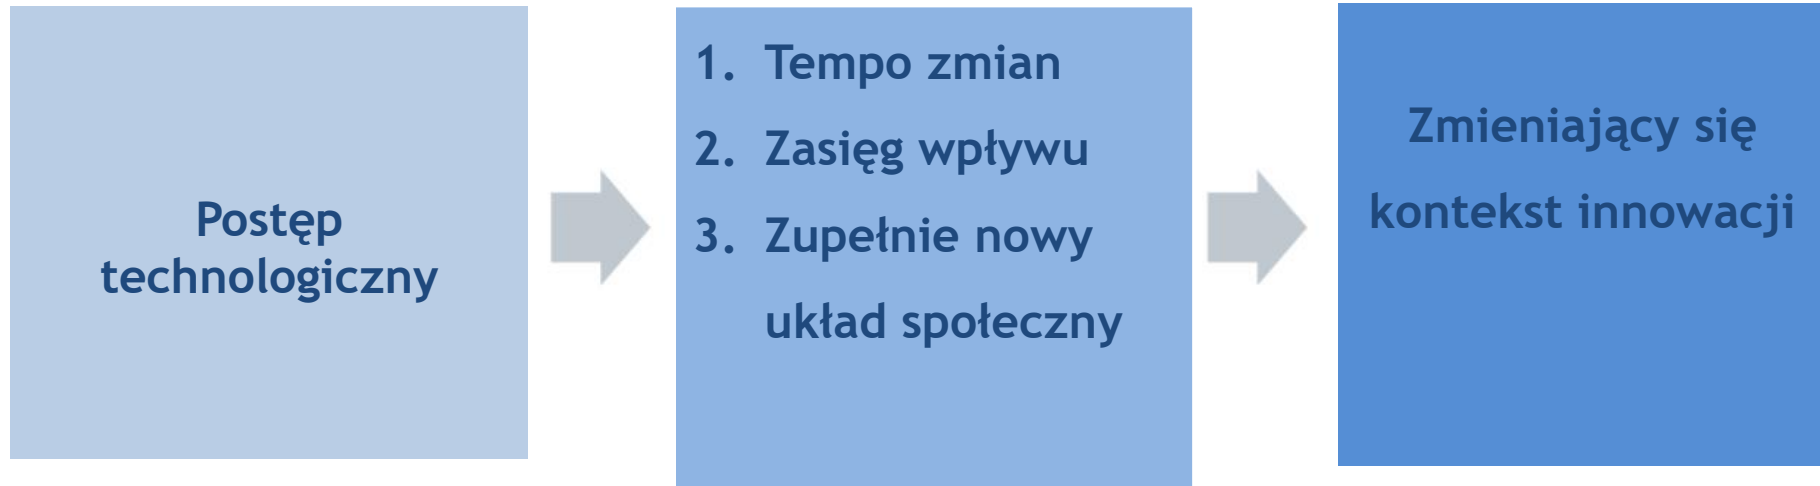 Postęp
technologiczny
1. Tempo zmian
2. Zasięg wpływu
3. Zupełnie nowy
układ społeczny
Zmieniający się
kontekst innowacji